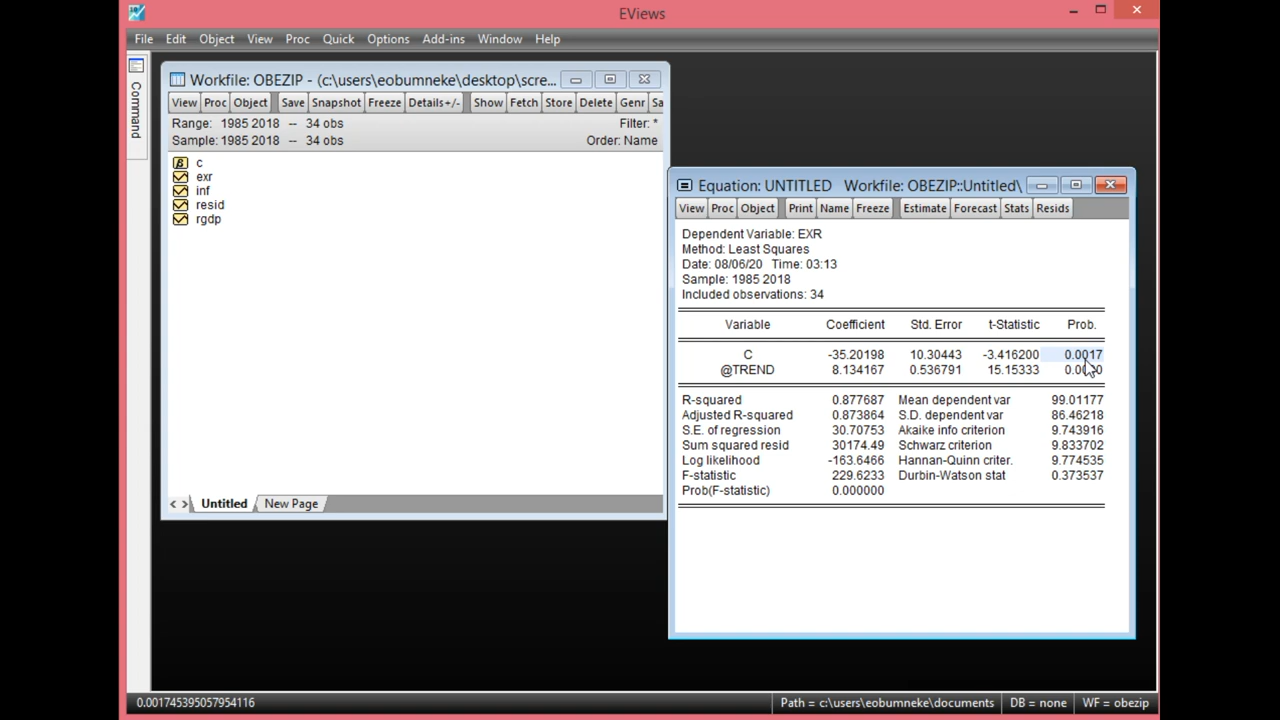 EViews
File Edit Object View Proc Quick Options Add-ins Window Help
Command
Workfile: OBEZIP - (c:\users\eobumneke\desktop\scre...
View Proc Object Save Snapshot Freeze Details+/- Show Fetch Store Delete Genr Sa
Range: 1985 2018 -- 34 obs Filter: *
Sample: 1985 2018 -- 34 obs Order: Name
β c
exr
inf
resid
rgdp
Untitled New Page
Equation: UNTITLED Workfile: OBEZIP::Untitled\
View Proc Object Print Name Freeze Estimate Forecast Stats Resids
Dependent Variable: EXR
Method: Least Squares
Date: 08/06/20 Time: 03:13
Sample: 1985 2018
Included observations: 34
Variable Coefficient Std. Error t-Statistic Prob.
C -35.20198 10.30443 -3.416200 0.0017
@TREND 8.134167 0.536791 15.15333
R-squared 0.877687 Mean dependent var 99.01177
Adjusted R-squared 0.873864 S.D. dependent var 86.46218
S.E. of regression 30.70753 Akaike info criterion 9.743916
Sum squared resid 30174.49 Schwarz criterion 9.833702
Log likelihood -163.6466 Hannan-Quinn criter. 9.774535
F-statistic 229.6233 Durbin-Watson stat 0.373537
Prob(F-statistic) 0.000000
0.001745395057954116 Path = c:\users\eobumneke\documents DB = none WF = obezip